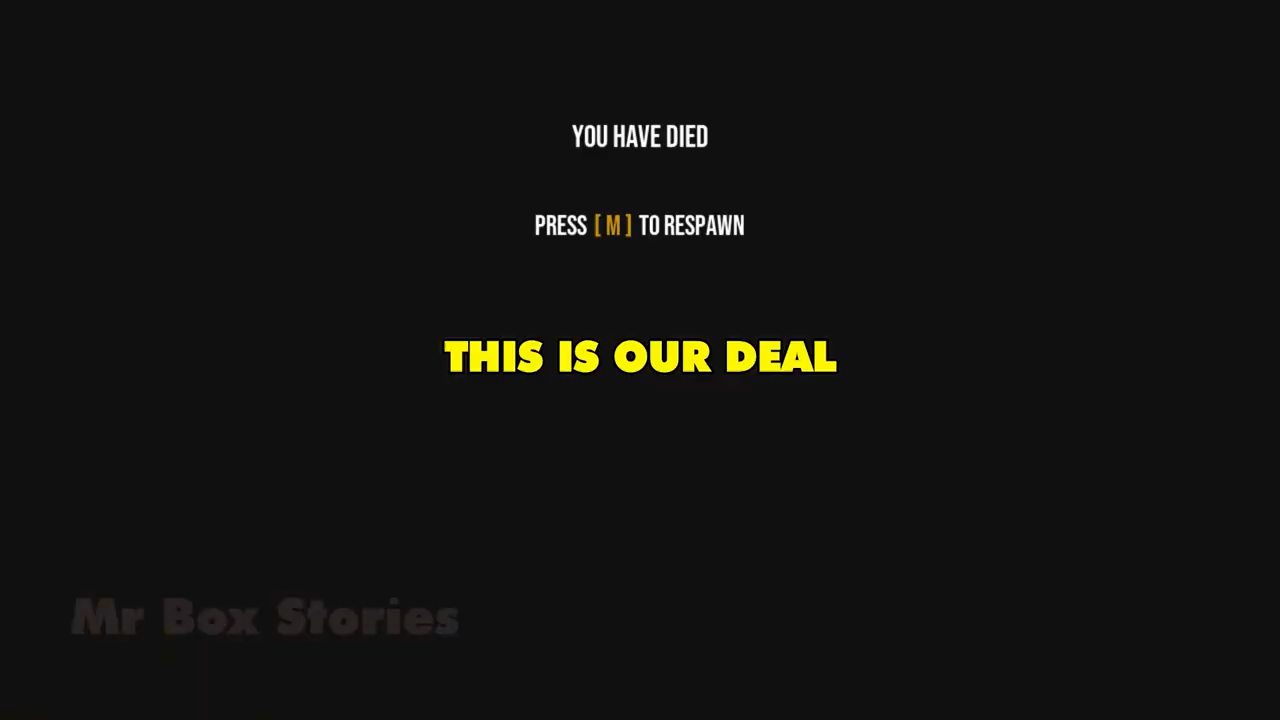 YOU HAVE DIED
PRESS [ M ] TO RESPAWN
THIS IS OUR DEAL
Mr Box Stories